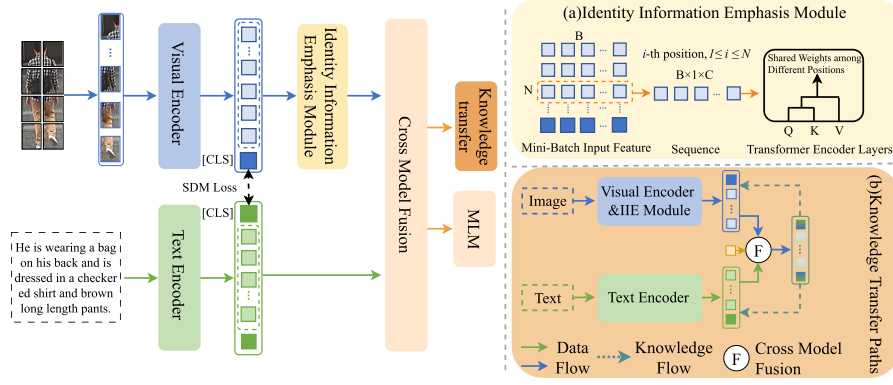 Visual Encoder
Identity Information
Emphasis Module
Cross Model Fusion
Knowledge
transfer
MLM
[CLS]
SDM Loss
[CLS]
Text Encoder
He is wearing a bag
on his back and is
dressed in a checker
ed shirt and brown
long length pants.
(a)Identity Information Emphasis Module
B
N
i-th position, 1≤ i ≤ N
B×1×C
Shared Weights among
Different Positions
Q K V
Mini-Batch Input Feature
Sequence
Transformer Encoder Layers
(b)Knowledge Transfer Paths
Image
Visual Encoder
&IIE Module
F
Text
Text Encoder
Data
Flow
Knowledge
Flow
F
Cross Model
Fusion